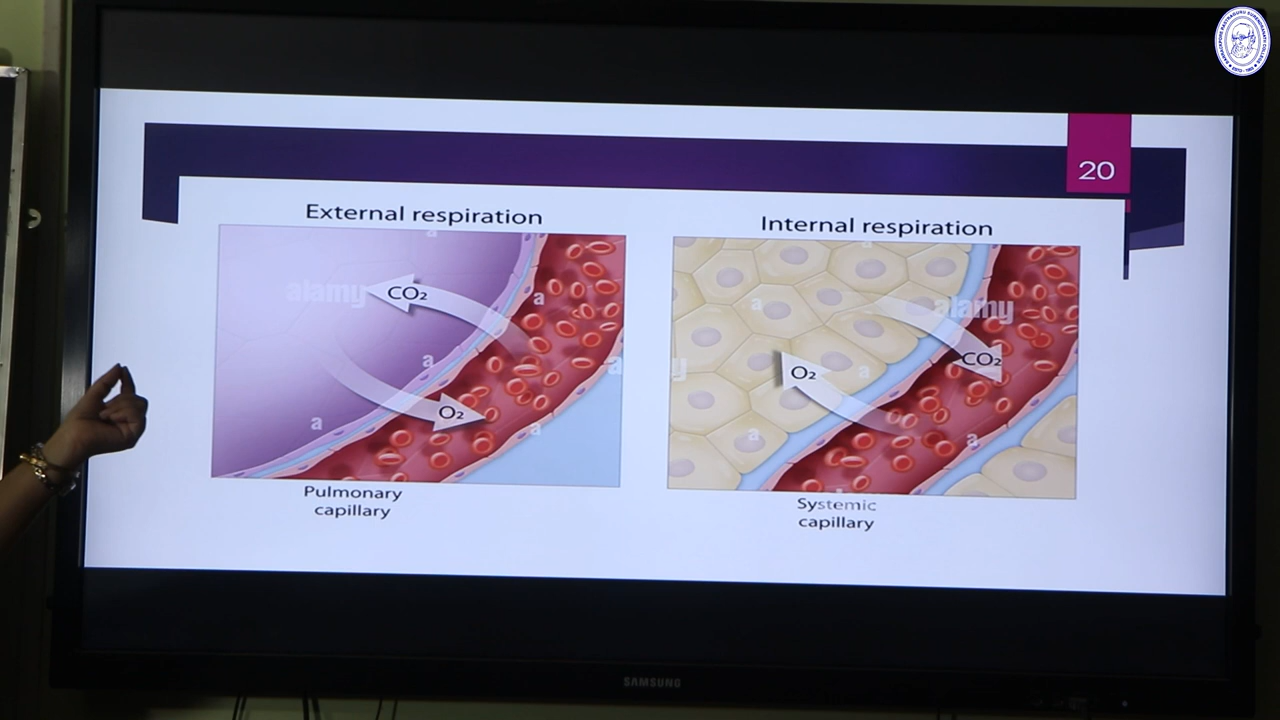 20
External respiration
Internal respiration
alamy
CO₂
O₂
alamy
CO₂
O₂
a
a
a
a
a
a
a
a
a
a
Pulmonary
capillary
Systemic
capillary
SAMSUNG